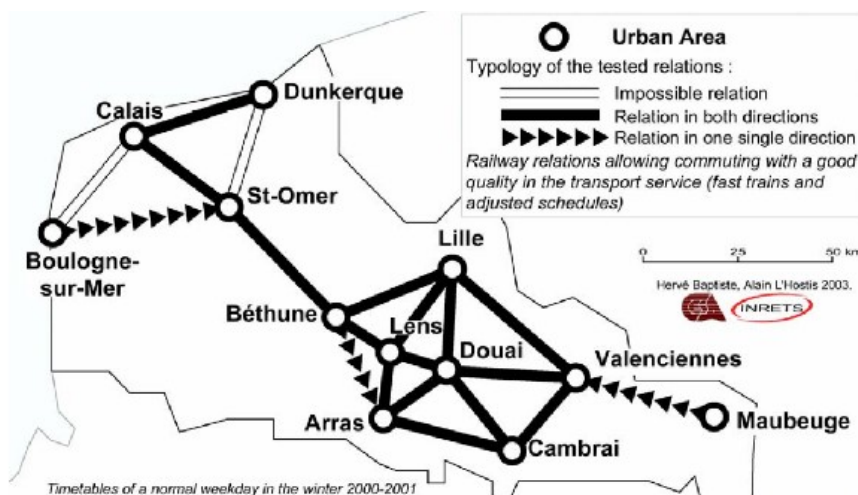 Urban Area
Typology of the tested relations :
Impossible relation
Relation in both directions
Relation in one single direction
Railway relations allowing commuting with a good
quality in the transport service (fast trains and
adjusted schedules)
Dunkerque
Calais
St-Omer
Boulogne-
sur-Mer
Lille
0 25 50 km
Hervé Baptiste, Alain L'Hostis 2003.
INRETS
Béthune
Lens
Douai
Valenciennes
Arras
Maubeuge
Cambrai
Timetables of a normal weekday in the winter 2000-2001